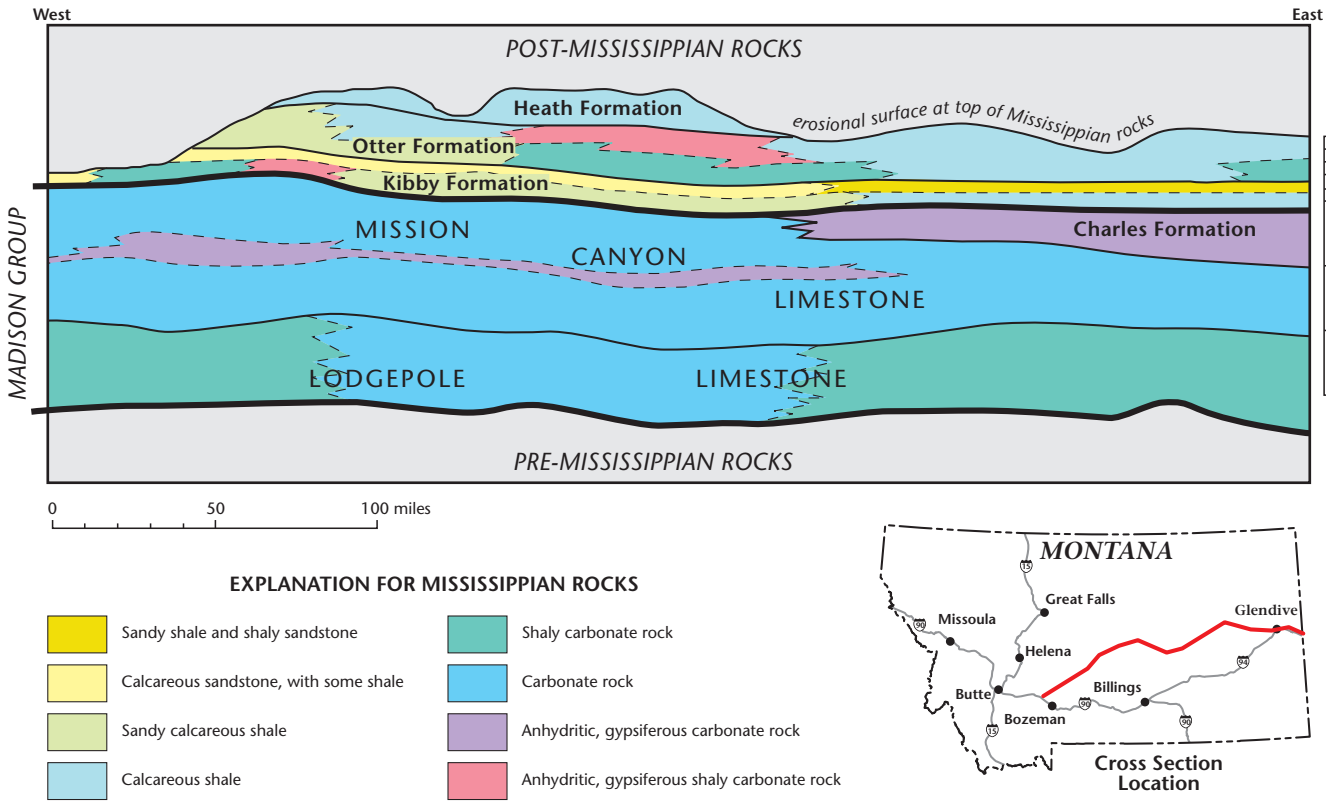 West
East
POST-MISSISSIPPIAN ROCKS
Heath Formation
erosional surface at top of Mississippian rocks
Otter Formation
Kibby Formation
MADISON GROUP
MISSION
CANYON
LIMESTONE
Charles Formation
LODGEPOLE
LIMESTONE
PRE-MISSISSIPPIAN ROCKS
0 50 100 miles
EXPLANATION FOR MISSISSIPPIAN ROCKS
Sandy shale and shaly sandstone
Calcareous sandstone, with some shale
Sandy calcareous shale
Calcareous shale
Shaly carbonate rock
Carbonate rock
Anhydritic, gypsiferous carbonate rock
Anhydritic, gypsiferous shaly carbonate rock
MONTANA
15
Great Falls
90
Missoula
Glendive
Helena
94
Butte
Billings
90
Bozeman
15
90
Cross Section
Location